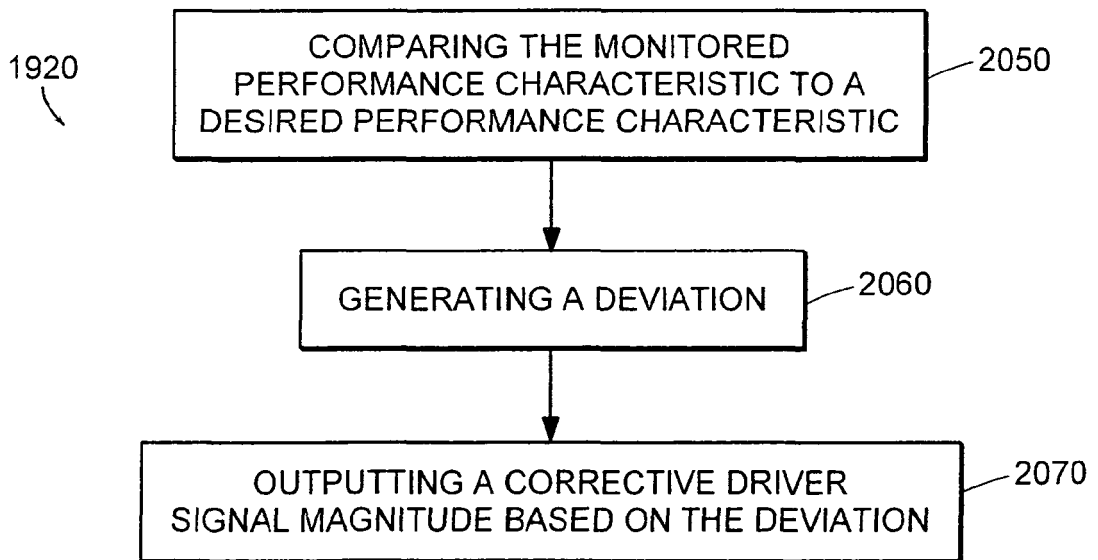 1920
COMPARING THE MONITORED
PERFORMANCE CHARACTERISTIC TO A
DESIRED PERFORMANCE CHARACTERISTIC
2050
GENERATING A DEVIATION
2060
OUTPUTTING A CORRECTIVE DRIVER
SIGNAL MAGNITUDE BASED ON THE DEVIATION
2070